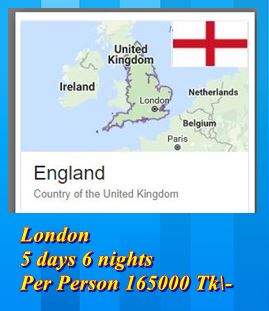 United
Kingdom
Ireland
London
Netherlands
Belgium
Paris
England
Country of the United Kingdom
London
5 days 6 nights
Per Person 165000 Tk\-